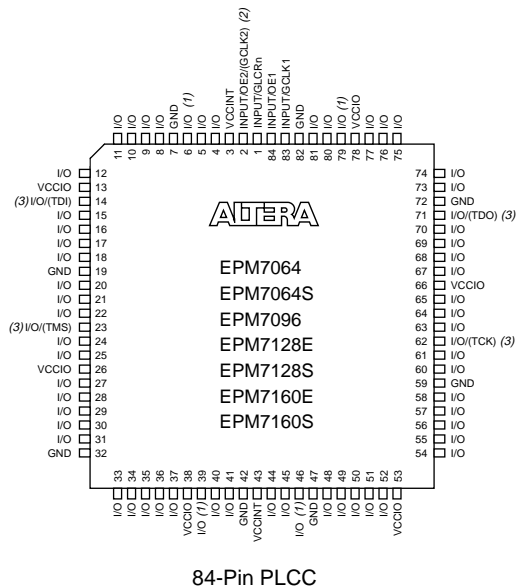 I/O
I/O
I/O
I/O
GND
I/O (1)
I/O
I/O
VCCINT
INPUT/OE2/(GCLK2) (2)
INPUT/GLCRn
INPUT/OE1
INPUT/GCLK1
GND
I/O
I/O
I/O (1)
VCCIO
I/O
I/O
I/O
11 10 9 8 7 6 5 4 3 2 1 84 83 82 81 80 79 78 77 76 75
I/O 12
VCCIO 13
(3) I/O/(TDI) 14
I/O 15
I/O 16
I/O 17
I/O 18
GND 19
I/O 20
I/O 21
I/O 22
(3) I/O/(TMS) 23
I/O 24
I/O 25
VCCIO 26
I/O 27
I/O 28
I/O 29
I/O 30
I/O 31
GND 32
ALTERA
EPM7064
EPM7064S
EPM7096
EPM7128E
EPM7128S
EPM7160E
EPM7160S
74 I/O
73 I/O
72 GND
71 I/O/(TDO) (3)
70 I/O
69 I/O
68 I/O
67 I/O
66 VCCIO
65 I/O
64 I/O
63 I/O
62 I/O/(TCK) (3)
61 I/O
60 I/O
59 GND
58 I/O
57 I/O
56 I/O
55 I/O
54 I/O
33 34 35 36 37 38 39 40 41 42 43 44 45 46 47 48 49 50 51 52 53
I/O
I/O
I/O
I/O
I/O
VCCIO
I/O (1)
I/O
I/O
GND
VCCINT
I/O
I/O
I/O (1)
GND
I/O
I/O
I/O
I/O
I/O
VCCIO
84-Pin PLCC